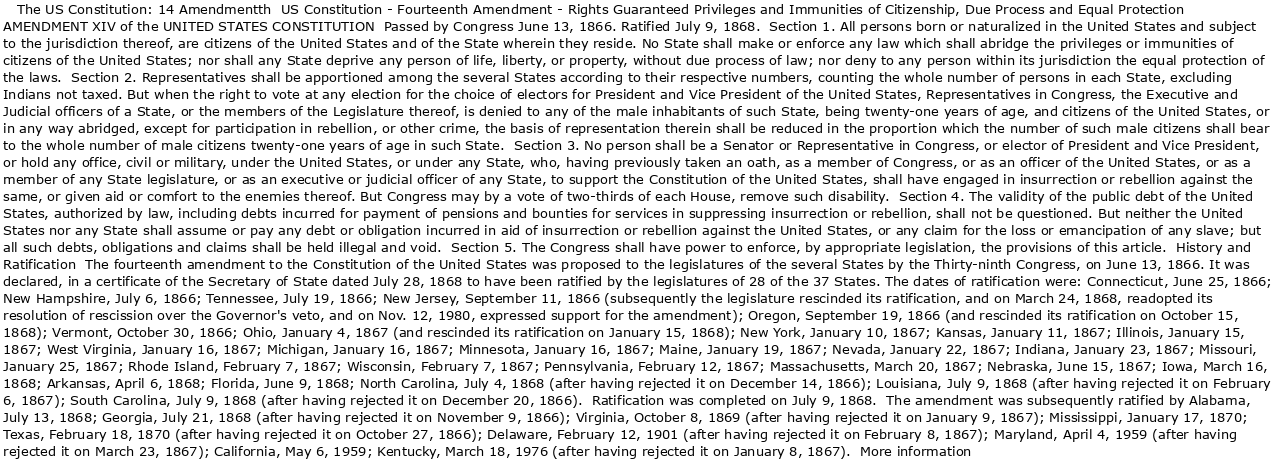 The US Constitution: 14 Amendmentth  US Constitution - Fourteenth Amendment - Rights Guaranteed Privileges and Immunities of Citizenship, Due Process and Equal Protection
AMENDMENT XIV of the UNITED STATES CONSTITUTION  Passed by Congress June 13, 1866. Ratified July 9, 1868.  Section 1. All persons born or naturalized in the United States and subject
to the jurisdiction thereof, are citizens of the United States and of the State wherein they reside. No State shall make or enforce any law which shall abridge the privileges or immunities of
citizens of the United States; nor shall any State deprive any person of life, liberty, or property, without due process of law; nor deny to any person within its jurisdiction the equal protection of
the laws.  Section 2. Representatives shall be apportioned among the several States according to their respective numbers, counting the whole number of persons in each State, excluding
Indians not taxed. But when the right to vote at any election for the choice of electors for President and Vice President of the United States, Representatives in Congress, the Executive and
Judicial officers of a State, or the members of the Legislature thereof, is denied to any of the male inhabitants of such State, being twenty-one years of age, and citizens of the United States, or
in any way abridged, except for participation in rebellion, or other crime, the basis of representation therein shall be reduced in the proportion which the number of such male citizens shall bear
to the whole number of male citizens twenty-one years of age in such State.  Section 3. No person shall be a Senator or Representative in Congress, or elector of President and Vice President,
or hold any office, civil or military, under the United States, or under any State, who, having previously taken an oath, as a member of Congress, or as an officer of the United States, or as a
member of any State legislature, or as an executive or judicial officer of any State, to support the Constitution of the United States, shall have engaged in insurrection or rebellion against the
same, or given aid or comfort to the enemies thereof. But Congress may by a vote of two-thirds of each House, remove such disability.  Section 4. The validity of the public debt of the United
States, authorized by law, including debts incurred for payment of pensions and bounties for services in suppressing insurrection or rebellion, shall not be questioned. But neither the United
States nor any State shall assume or pay any debt or obligation incurred in aid of insurrection or rebellion against the United States, or any claim for the loss or emancipation of any slave; but
all such debts, obligations and claims shall be held illegal and void.  Section 5. The Congress shall have power to enforce, by appropriate legislation, the provisions of this article.  History and
Ratification  The fourteenth amendment to the Constitution of the United States was proposed to the legislatures of the several States by the Thirty-ninth Congress, on June 13, 1866. It was
declared, in a certificate of the Secretary of State dated July 28, 1868 to have been ratified by the legislatures of 28 of the 37 States. The dates of ratification were: Connecticut, June 25, 1866;
New Hampshire, July 6, 1866; Tennessee, July 19, 1866; New Jersey, September 11, 1866 (subsequently the legislature rescinded its ratification, and on March 24, 1868, readopted its
resolution of rescission over the Governor's veto, and on Nov. 12, 1980, expressed support for the amendment); Oregon, September 19, 1866 (and rescinded its ratification on October 15,
1868); Vermont, October 30, 1866; Ohio, January 4, 1867 (and rescinded its ratification on January 15, 1868); New York, January 10, 1867; Kansas, January 11, 1867; Illinois, January 15,
1867; West Virginia, January 16, 1867; Michigan, January 16, 1867; Minnesota, January 16, 1867; Maine, January 19, 1867; Nevada, January 22, 1867; Indiana, January 23, 1867; Missouri,
January 25, 1867; Rhode Island, February 7, 1867; Wisconsin, February 7, 1867; Pennsylvania, February 12, 1867; Massachusetts, March 20, 1867; Nebraska, June 15, 1867; Iowa, March 16,
1868; Arkansas, April 6, 1868; Florida, June 9, 1868; North Carolina, July 4, 1868 (after having rejected it on December 14, 1866); Louisiana, July 9, 1868 (after having rejected it on February
6, 1867); South Carolina, July 9, 1868 (after having rejected it on December 20, 1866).  Ratification was completed on July 9, 1868.  The amendment was subsequently ratified by Alabama,
July 13, 1868; Georgia, July 21, 1868 (after having rejected it on November 9, 1866); Virginia, October 8, 1869 (after having rejected it on January 9, 1867); Mississippi, January 17, 1870;
Texas, February 18, 1870 (after having rejected it on October 27, 1866); Delaware, February 12, 1901 (after having rejected it on February 8, 1867); Maryland, April 4, 1959 (after having
rejected it on March 23, 1867); California, May 6, 1959; Kentucky, March 18, 1976 (after having rejected it on January 8, 1867).  More information